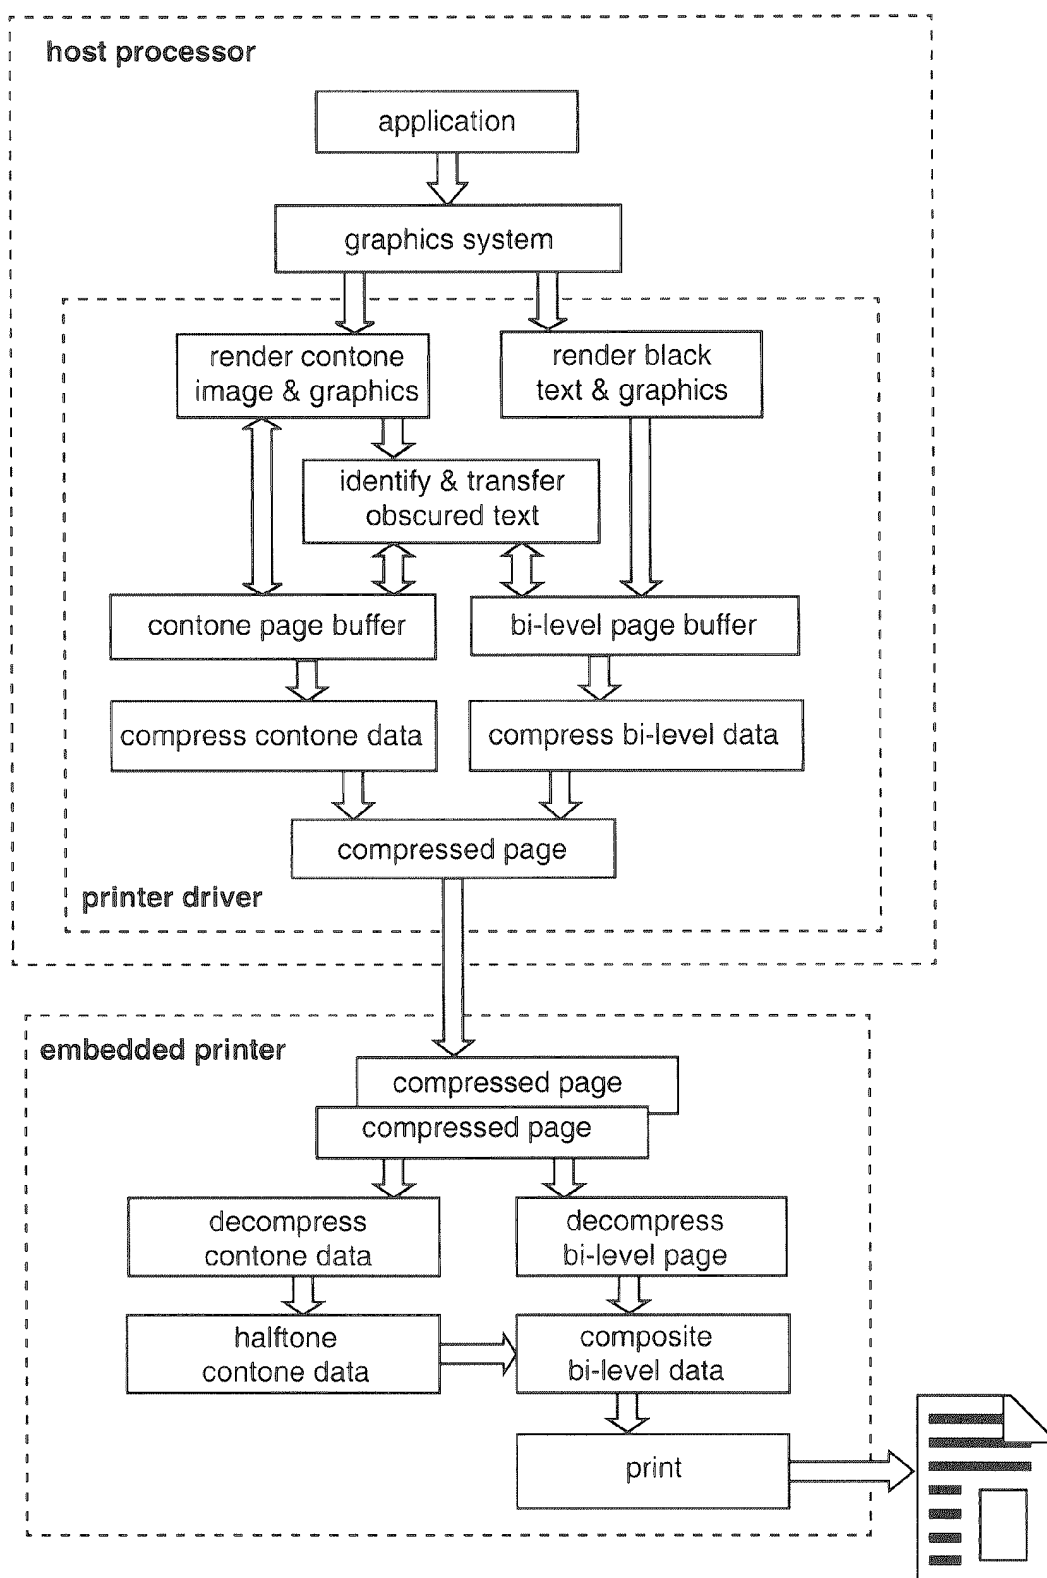 host processor
application
graphics system
render contone
image & graphics
render black
text & graphics
identify & transfer
obscured text
contone page buffer
bi-level page buffer
compress contone data
compress bi-level data
compressed page
printer driver
embedded printer
compressed page
compressed page
decompress
contone data
decompress
bi-level page
halftone
contone data
composite
bi-level data
print